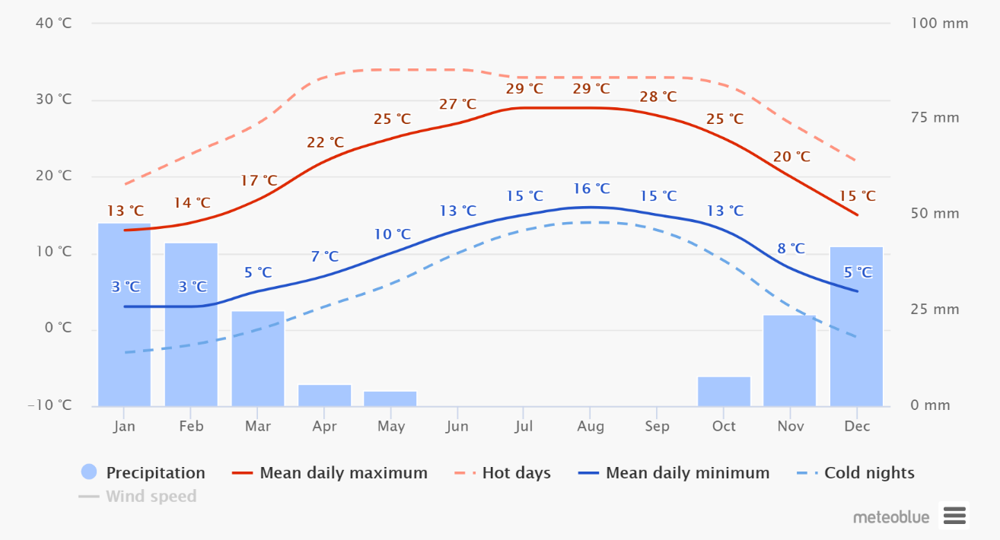 40 °C
100 mm
30 °C
75 mm
20 °C
50 mm
10 °C
25 mm
0 °C
−10 °C
0 mm
13 °C
14 °C
17 °C
22 °C
25 °C
27 °C
29 °C
29 °C
28 °C
25 °C
20 °C
15 °C
3 °C
3 °C
5 °C
7 °C
10 °C
13 °C
15 °C
16 °C
15 °C
13 °C
8 °C
5 °C
Jan Feb Mar Apr May Jun Jul Aug Sep Oct Nov Dec
Precipitation Mean daily maximum Hot days Mean daily minimum Cold nights
Wind speed
meteoblue